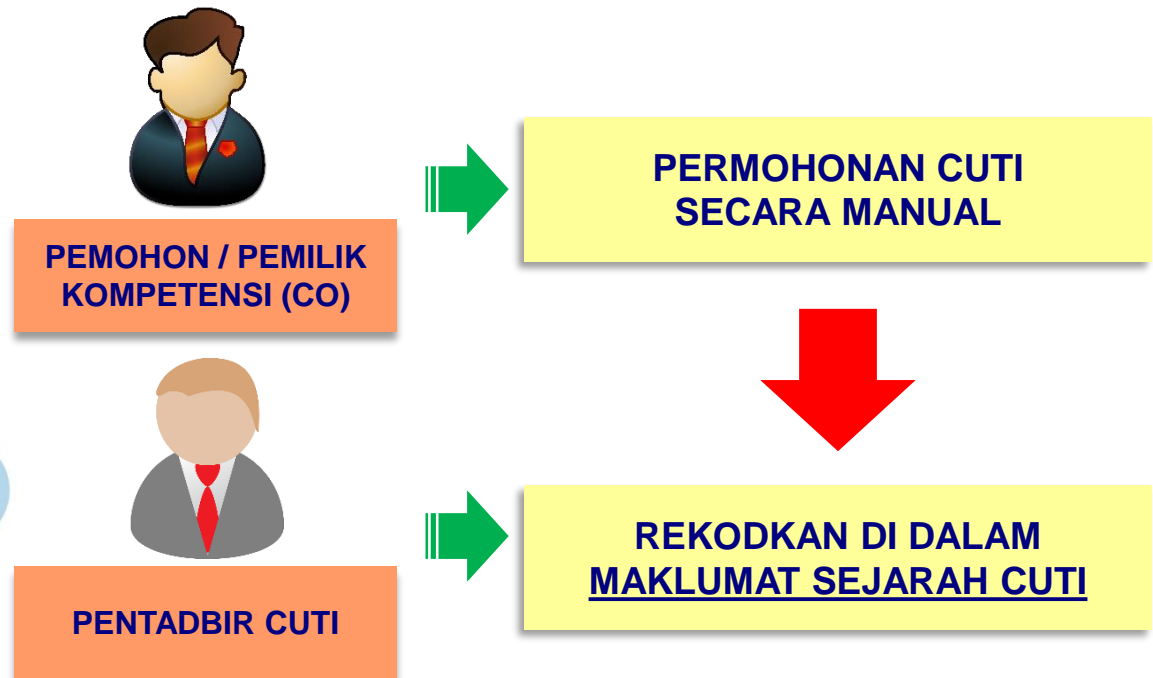 PEMOHON / PEMILIK
KOMPETENSI (CO)
PERMOHONAN CUTI
SECARA MANUAL
PENTADBIR CUTI
REKODKAN DI DALAM
MAKLUMAT SEJARAH CUTI